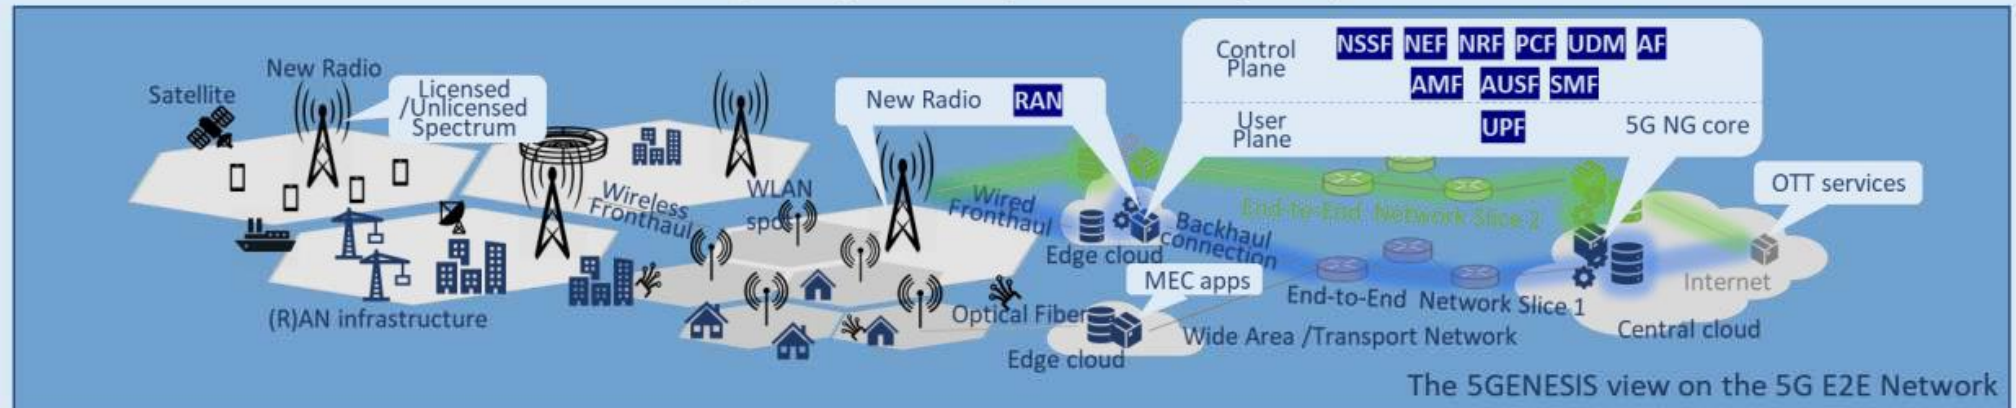 New Radio
Satellite
Licensed
/Unlicensed
Spectrum
New Radio RAN
Control
Plane
NSSF NEF NRF PCF UDM AF
AMF AUSF SMF
User
Plane
UPF
5G NG core
OTT services
Wireless
Fronthaul
WLAN
spot
Wired
Fronthaul
End-to-End Network Slice 2
Backhaul
connection
Edge cloud
MEC apps
End-to-End Network Slice 1
Internet
(R)AN infrastructure
Optical Fiber
Wide Area /Transport Network
Central cloud
Edge cloud
The 5GENESIS view on the 5G E2E Network